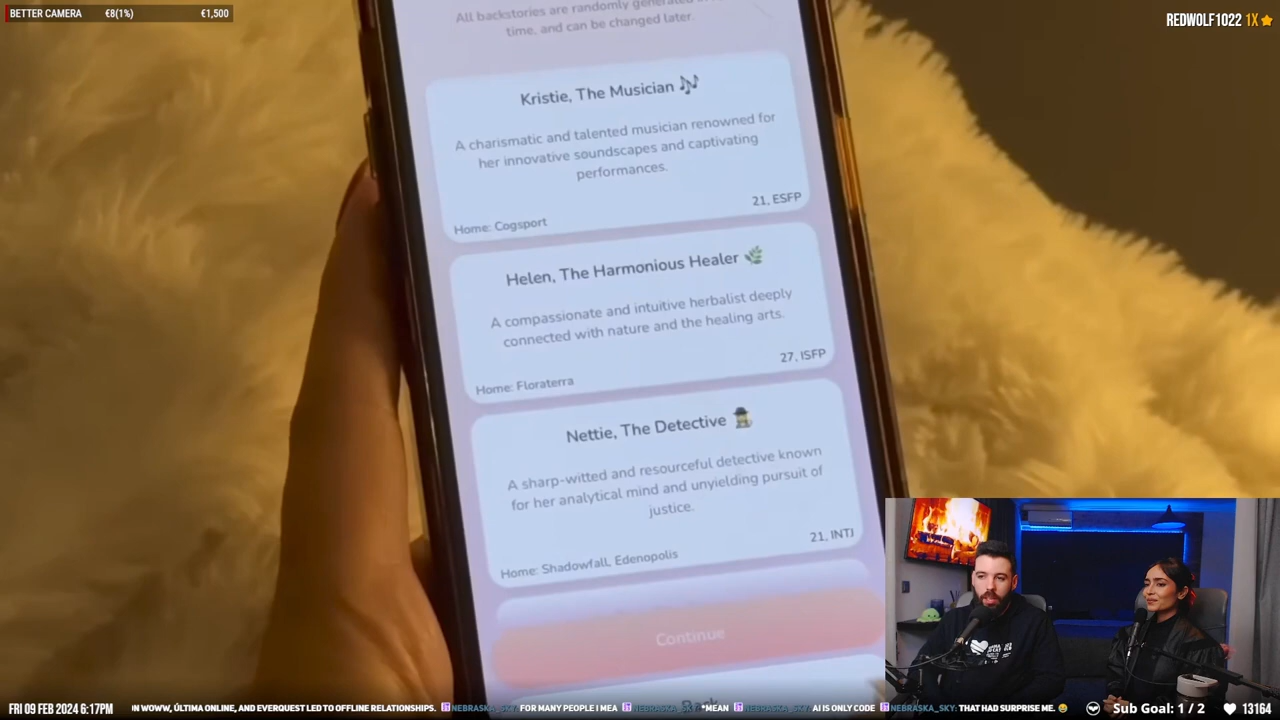 BETTER CAMERA €8(1%) €1,500
REDWOLF1022 1X
All backstories are randomly generated
time, and can be changed later.
Kristie, The Musician 🎶
A charismatic and talented musician renowned for
her innovative soundscapes and captivating
performances.
21, ESFP
Home: Cogsport
Helen, The Harmonious Healer 🌿
A compassionate and intuitive herbalist deeply
connected with nature and the healing arts.
27, ISFP
Home: Floraterra
Nettie, The Detective 🕵
A sharp-witted and resourceful detective known
for her analytical mind and unyielding pursuit of
justice.
21, INTJ
Home: Shadowfall, Edenopolis
Continue
FRI 09 FEB 2024 6:17PM
N WOWW, ÚLTIMA ONLINE, AND EVERQUEST LED TO OFFLINE RELATIONSHIPS. NEBRASKA_SKY: FOR MANY PEOPLE I MEA NEBRASKA_SKY: *MEAN NEBRASKA_SKY: AI IS ONLY CODE NEBRASKA_SKY: THAT HAD SURPRISE ME. 😄
Sub Goal: 1 / 2 13164